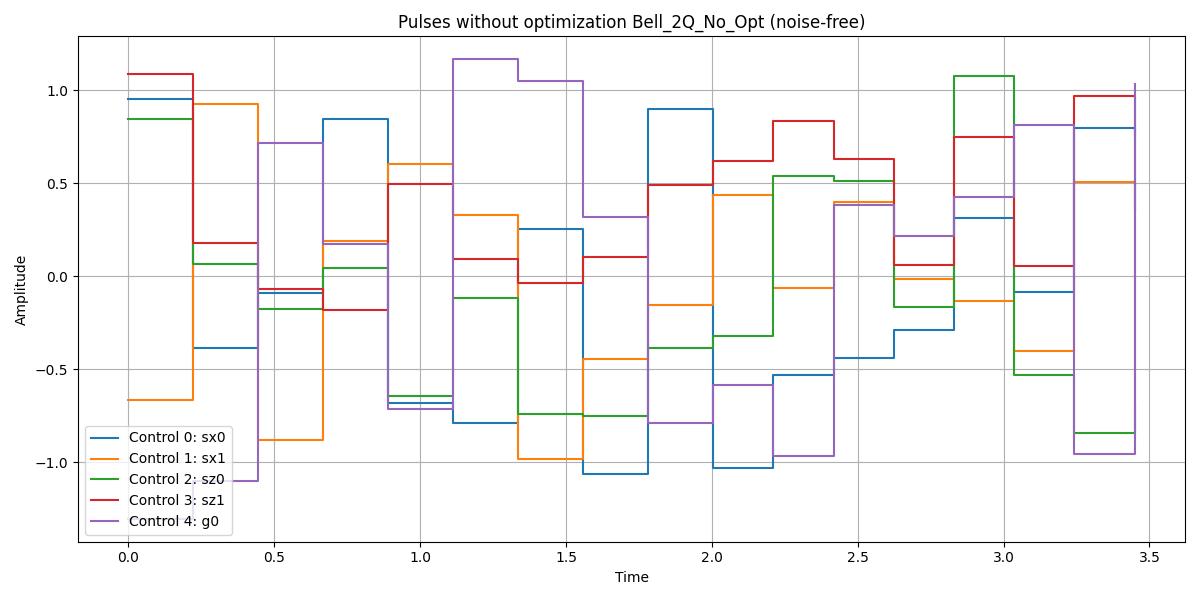 Pulses without optimization Bell_2Q_No_Opt (noise-free)
Amplitude
1.0
0.5
0.0
−0.5
−1.0
Control 0: sx0
Control 1: sx1
Control 2: sz0
Control 3: sz1
Control 4: g0
0.0 0.5 1.0 1.5 2.0 2.5 3.0 3.5
Time